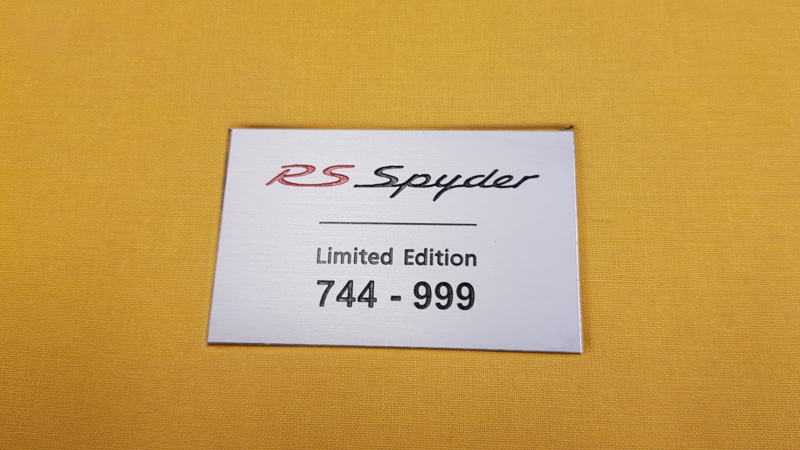 RS Spyder
Limited Edition
744 - 999